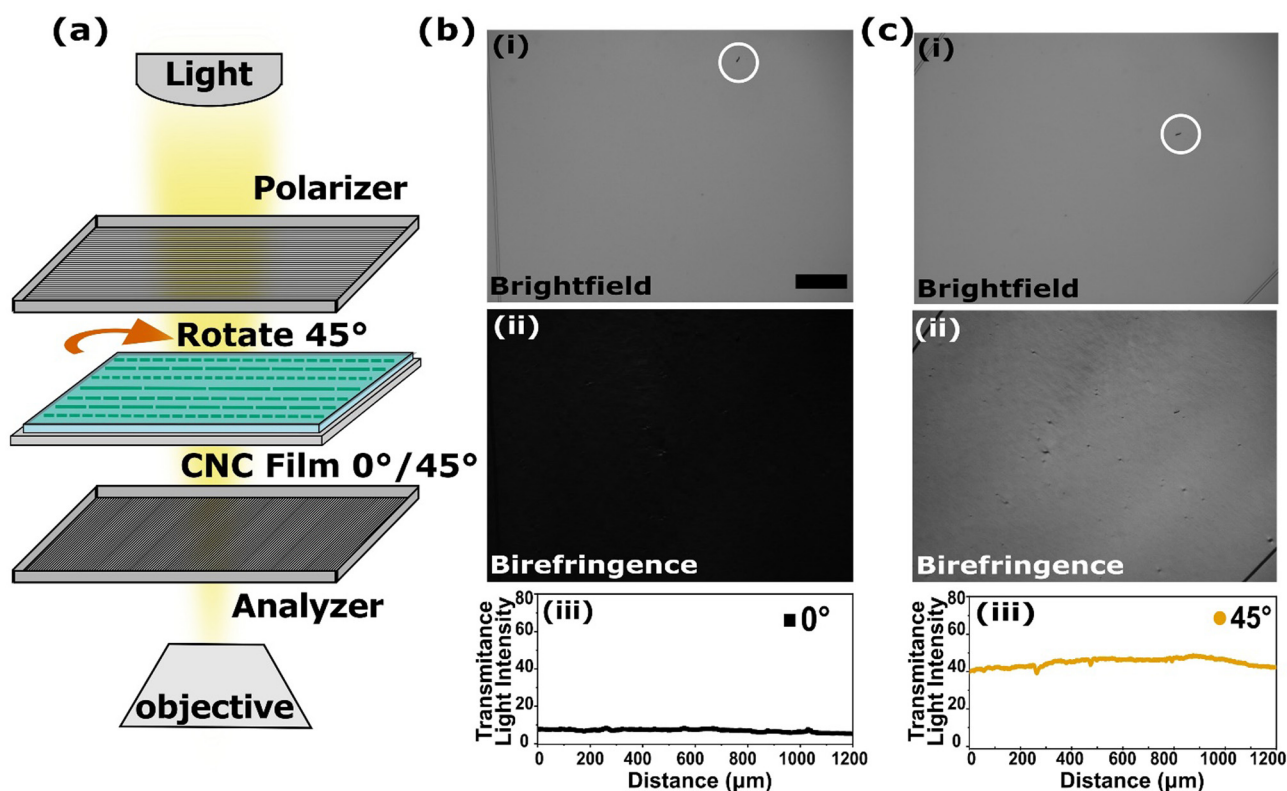 (a)
Light
Polarizer
Rotate 45°
CNC Film 0°/45°
Analyzer
objective
(b)
(i)
Brightfield
(ii)
Birefringence
(iii)
0°
80
60
40
20
0
Transmitance
Light Intensity
0 200 400 600 800 1000 1200
Distance (µm)
(c)
(i)
Brightfield
(ii)
Birefringence
(iii)
45°
80
60
40
20
0
Transmitance
Light Intensity
0 200 400 600 800 1000 1200
Distance (µm)